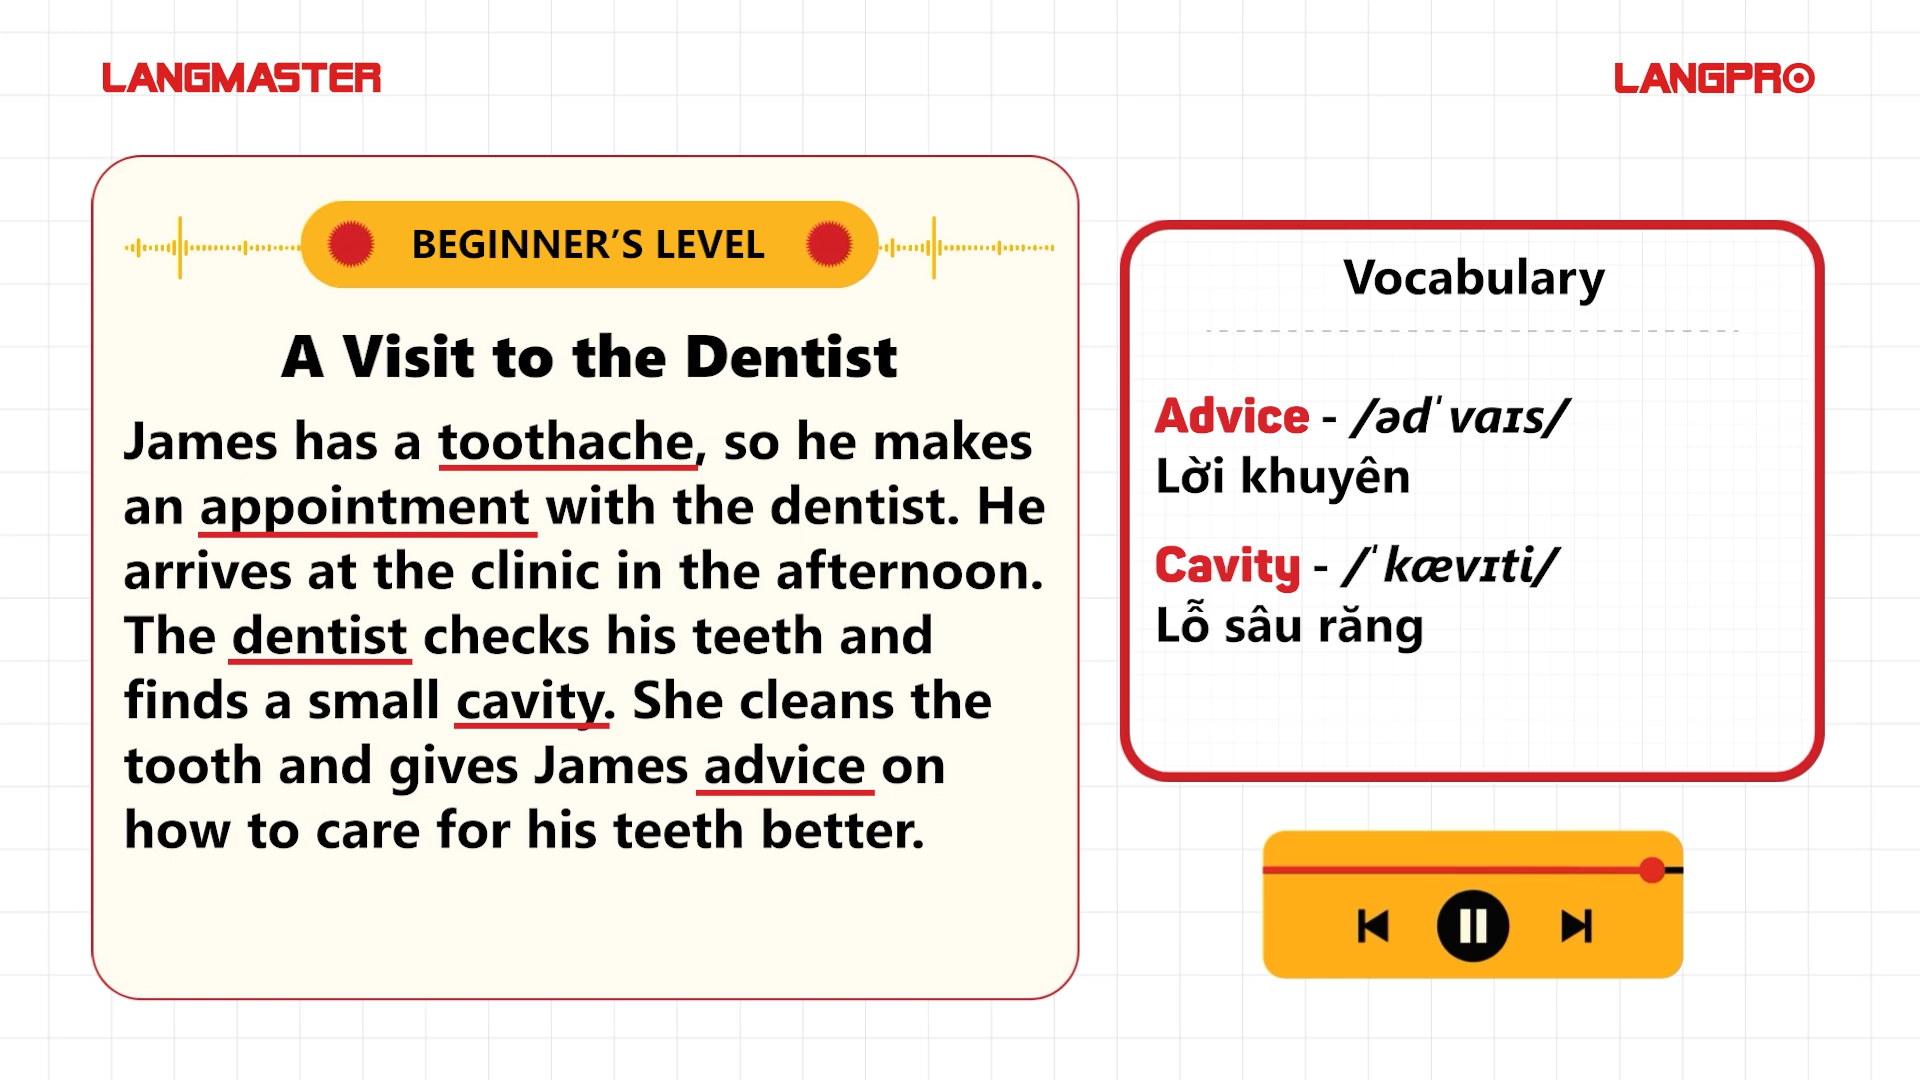 LANGMASTER
LANGPRO
BEGINNER’S LEVEL
A Visit to the Dentist
James has a toothache, so he makes
an appointment with the dentist. He
arrives at the clinic in the afternoon.
The dentist checks his teeth and
finds a small cavity. She cleans the
tooth and gives James advice on
how to care for his teeth better.
Vocabulary
Advice - /ədˈvaɪs/
Lời khuyên
Cavity - /ˈkævɪti/
Lỗ sâu răng